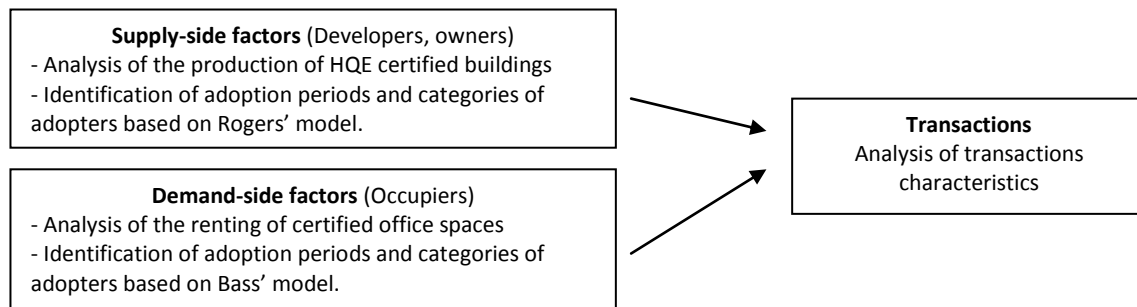 Supply-side factors (Developers, owners)
- Analysis of the production of HQE certified buildings
- Identification of adoption periods and categories of
adopters based on Rogers’ model.
Demand-side factors (Occupiers)
- Analysis of the renting of certified office spaces
- Identification of adoption periods and categories of
adopters based on Bass’ model.
Transactions
Analysis of transactions
characteristics